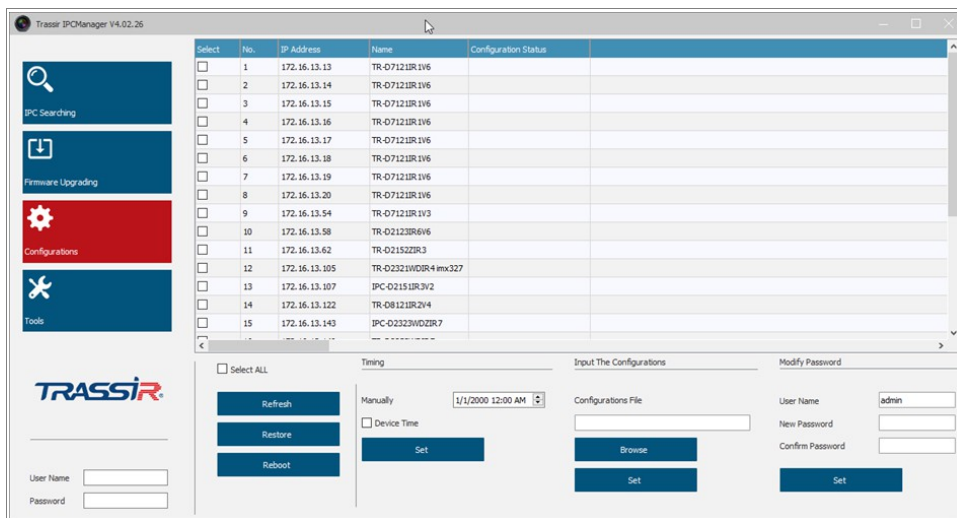 Trassir IPCManager V4.02.26
IPC Searching
Firmware Upgrading
Configurations
Tools
TRASSIR
User Name
Password
Select No. IP Address Name Configuration Status
1 172.16.13.13 TR-D7121IR1V6
2 172.16.13.14 TR-D7121IR1V6
3 172.16.13.15 TR-D7121IR1V6
4 172.16.13.16 TR-D7121IR1V6
5 172.16.13.17 TR-D7121IR1V6
6 172.16.13.18 TR-D7121IR1V6
7 172.16.13.19 TR-D7121IR1V6
8 172.16.13.20 TR-D7121IR1V6
9 172.16.13.54 TR-D7121IR1V3
10 172.16.13.58 TR-D2123IR6V6
11 172.16.13.62 TR-D2152ZIR3
12 172.16.13.105 TR-D2321WDIR4 imx327
13 172.16.13.107 IPC-D2151IR3V2
14 172.16.13.122 TR-D8121IR2V4
15 172.16.13.143 IPC-D2323WDZIR7
Select ALL
Refresh
Restore
Reboot
Timing
Manually 1/1/2000 12:00 AM
Device Time
Set
Input The Configurations
Configurations File
Browse
Set
Modify Password
User Name admin
New Password
Confirm Password
Set